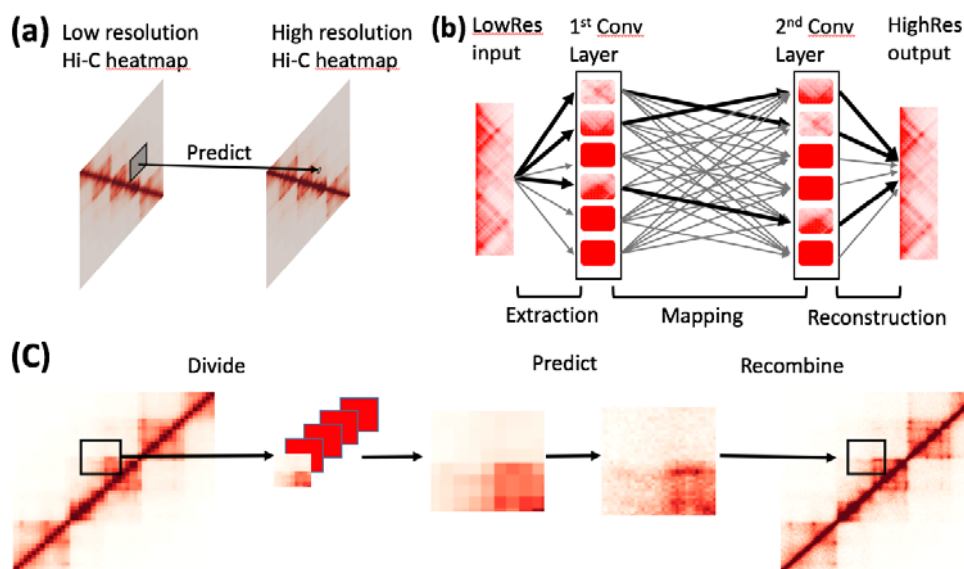 (a)
Low resolution
Hi-C heatmap
High resolution
Hi-C heatmap
Predict
(b)
LowRes
input
1st Conv
Layer
2nd Conv
Layer
HighRes
output
Extraction
Mapping
Reconstruction
(C)
Divide
Predict
Recombine